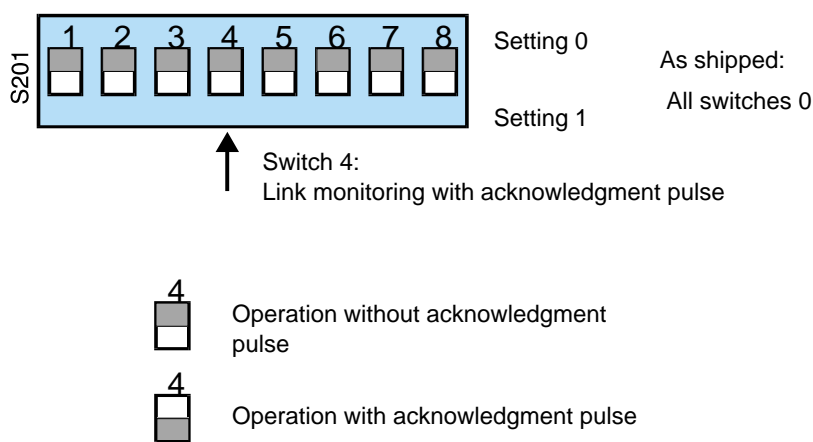 1 2 3 4 5 6 7 8
Setting 0
As shipped:
S201
All switches 0
Setting 1
Switch 4:
Link monitoring with acknowledgment pulse
4
Operation without acknowledgment
pulse
4
Operation with acknowledgment pulse